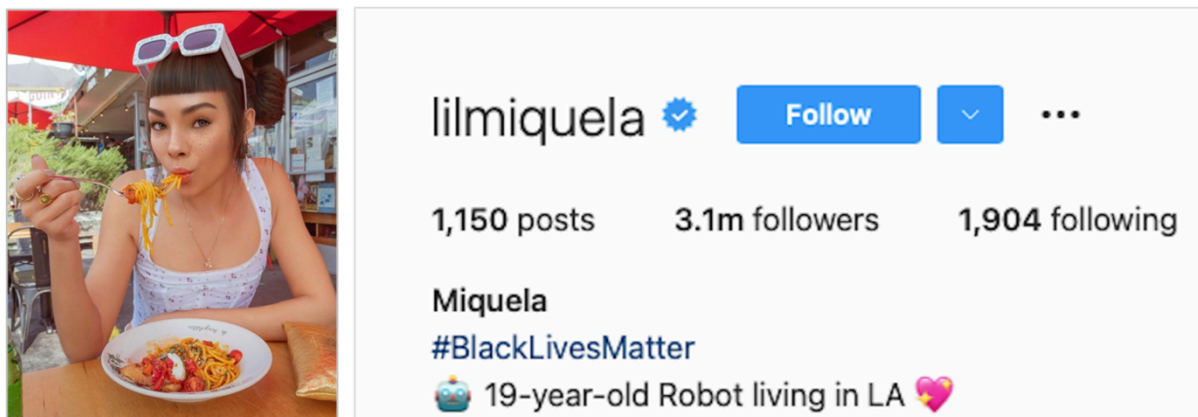 lilmiquela Follow
1,150 posts 3.1m followers 1,904 following
Miquela
#BlackLivesMatter
🤖 19-year-old Robot living in LA 💖